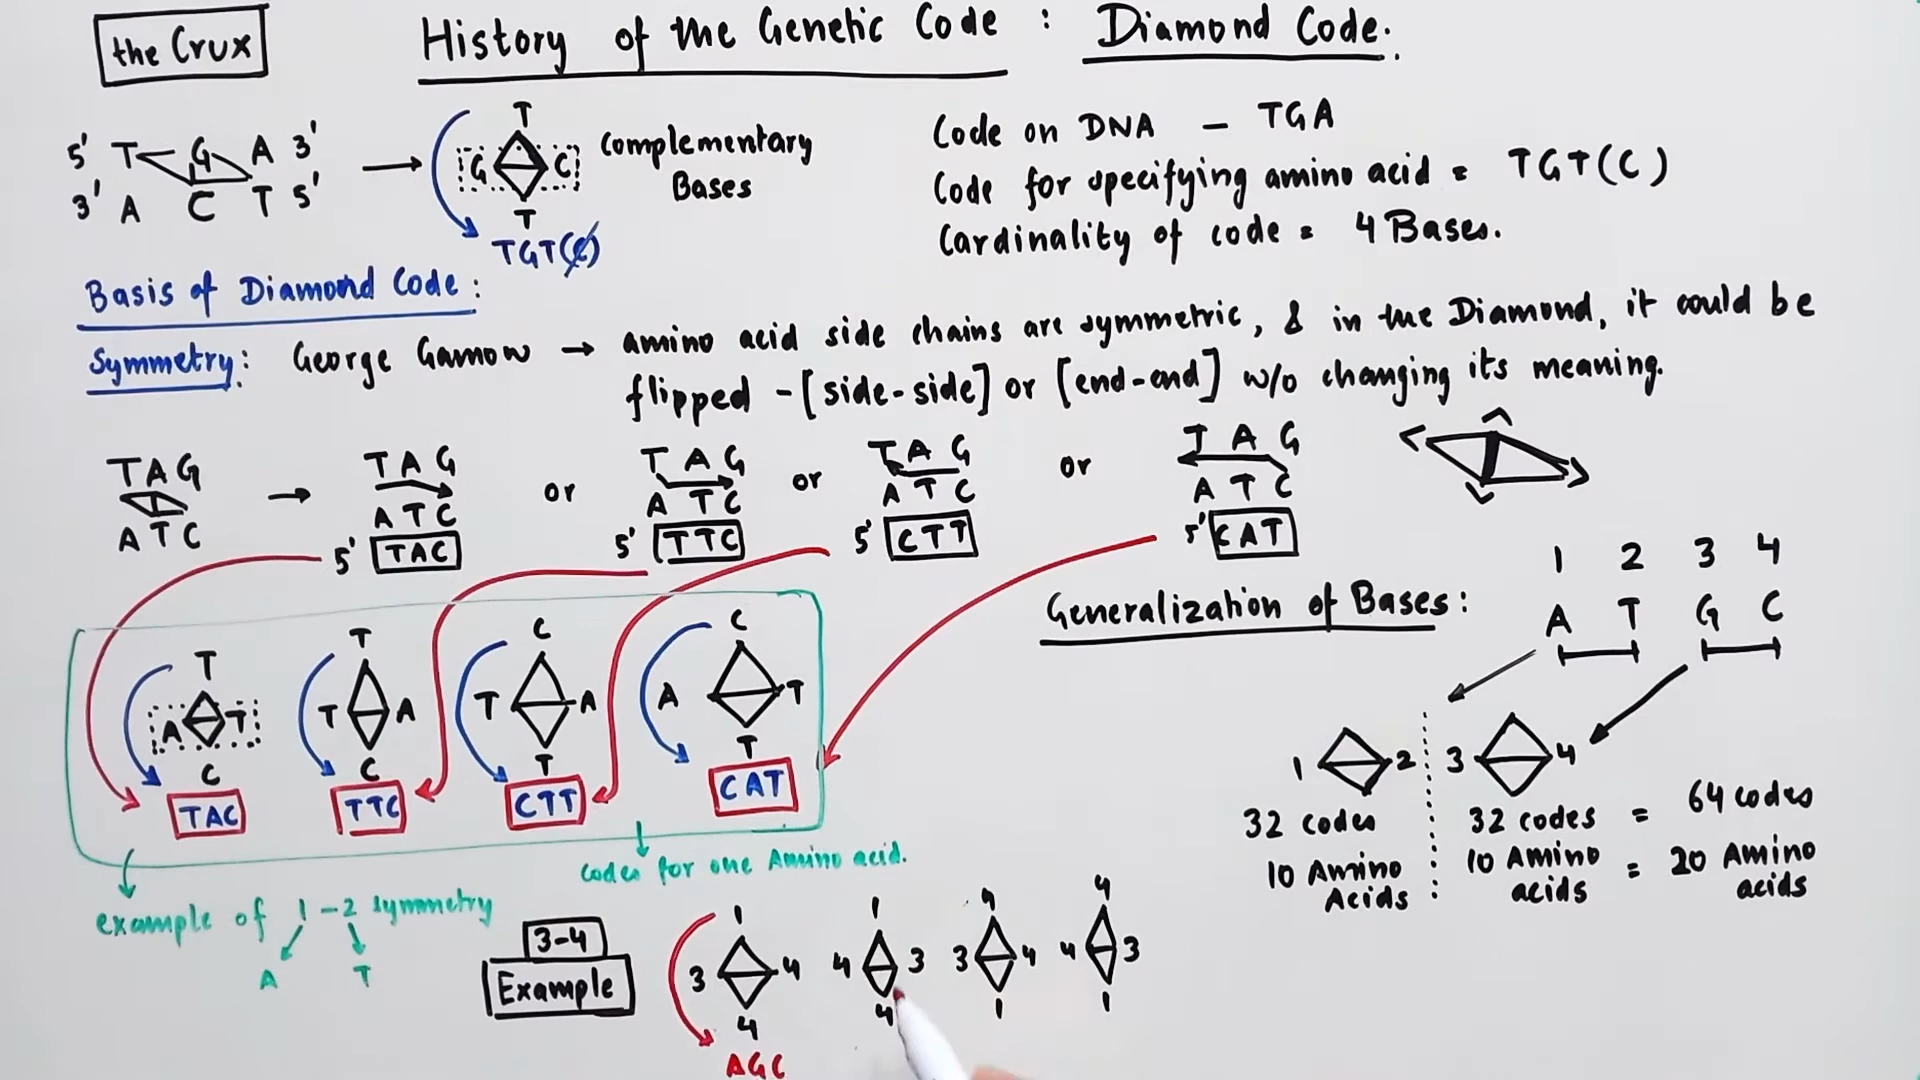 the Crux
History of the Genetic Code : Diamond Code.
5' T G A 3'
3' A C T 5'
T
G C
T
TGT(C)
Complementary
Bases
Code on DNA - TGA
Code for specifying amino acid = TGT(C)
Cardinality of code = 4 Bases.
Basis of Diamond Code:
Symmetry: George Gamow → amino acid side chains are symmetric, & in the Diamond, it could be
flipped - [side-side] or [end-end] w/o changing its meaning.
TAG
ATC
→
TAG
ATC
5' TAC
or
TAG
ATC
5' TTC
or
TAG
ATC
5' CTT
or
TAG
ATC
5' CAT
T
A T
C
TAC
T
T A
C
TTC
C
T A
T
CTT
C
A T
T
CAT
codes for one Amino acid.
example of 1-2 symmetry
A T
Generalization of Bases:
1 2 3 4
A T G C
1 2
3 4
32 codes 32 codes = 64 codes
10 Amino Acids : 10 Amino acids = 20 Amino acids
3-4
Example
1
3 4
4
AGC
1
4 3
4
4
3 4
1
4
4 3
1